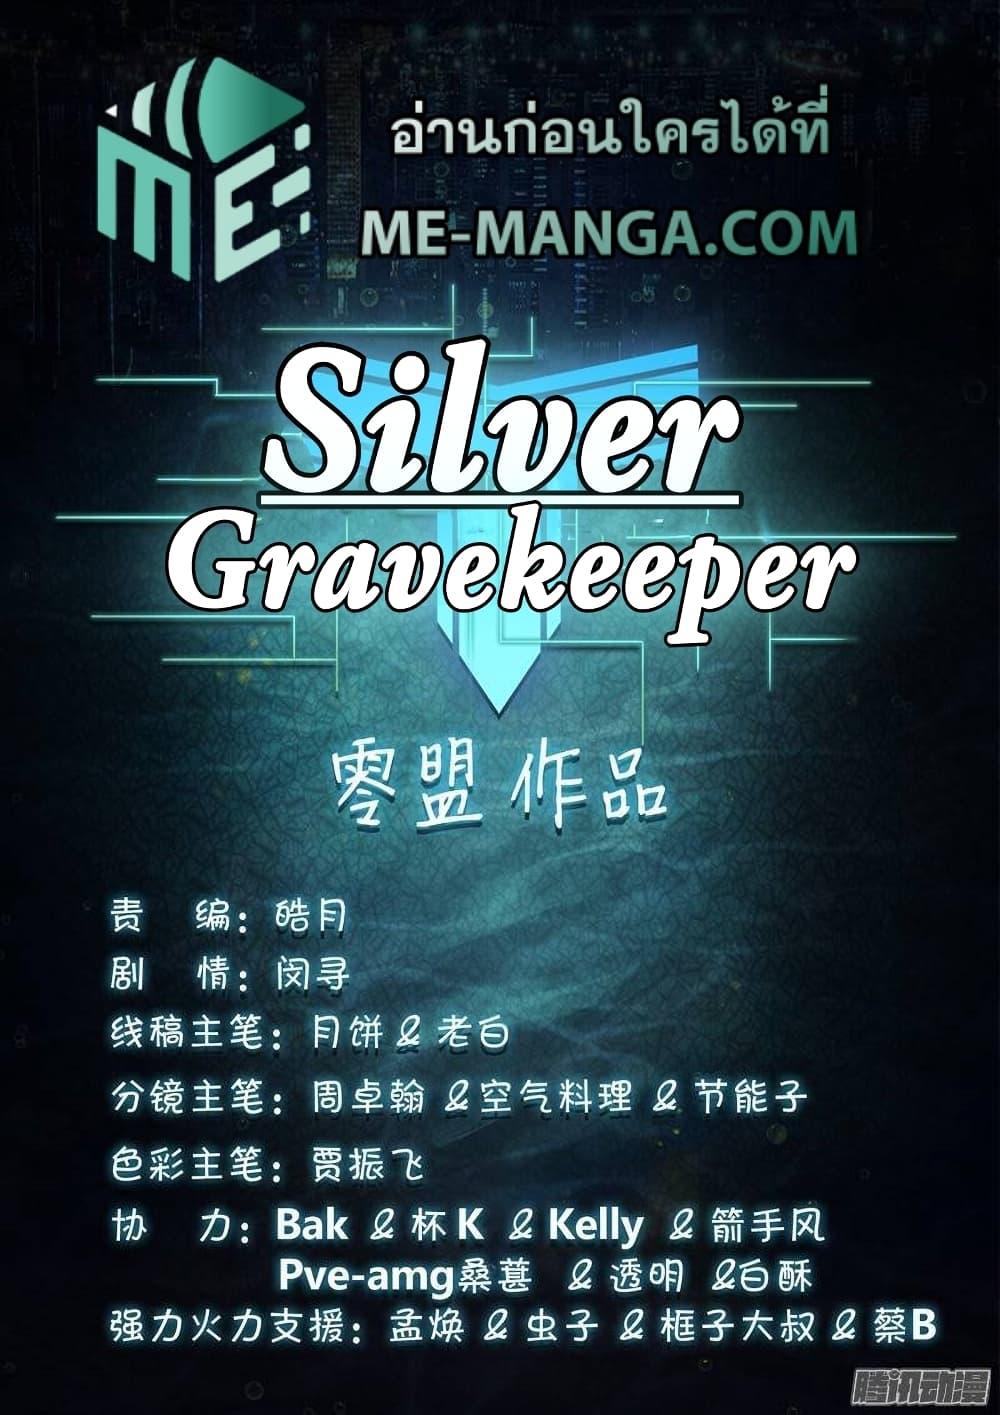 ME
อ่านก่อนใครได้ที่
ME-MANGA.COM
Silver
Gravekeeper
零盟 作品
责 编：皓月
剧 情：闵寻
线稿主笔：月饼 & 老白
分镜主笔：周卓翰 & 空气料理 & 节能子
色彩主笔：贾振飞
协 力：Bak & 杯K & Kelly & 箭手风
Pve-amg桑葚 & 透明 & 白酥
强力火力支援：孟焕 & 虫子 & 框子大叔 & 蔡B
腾讯动漫